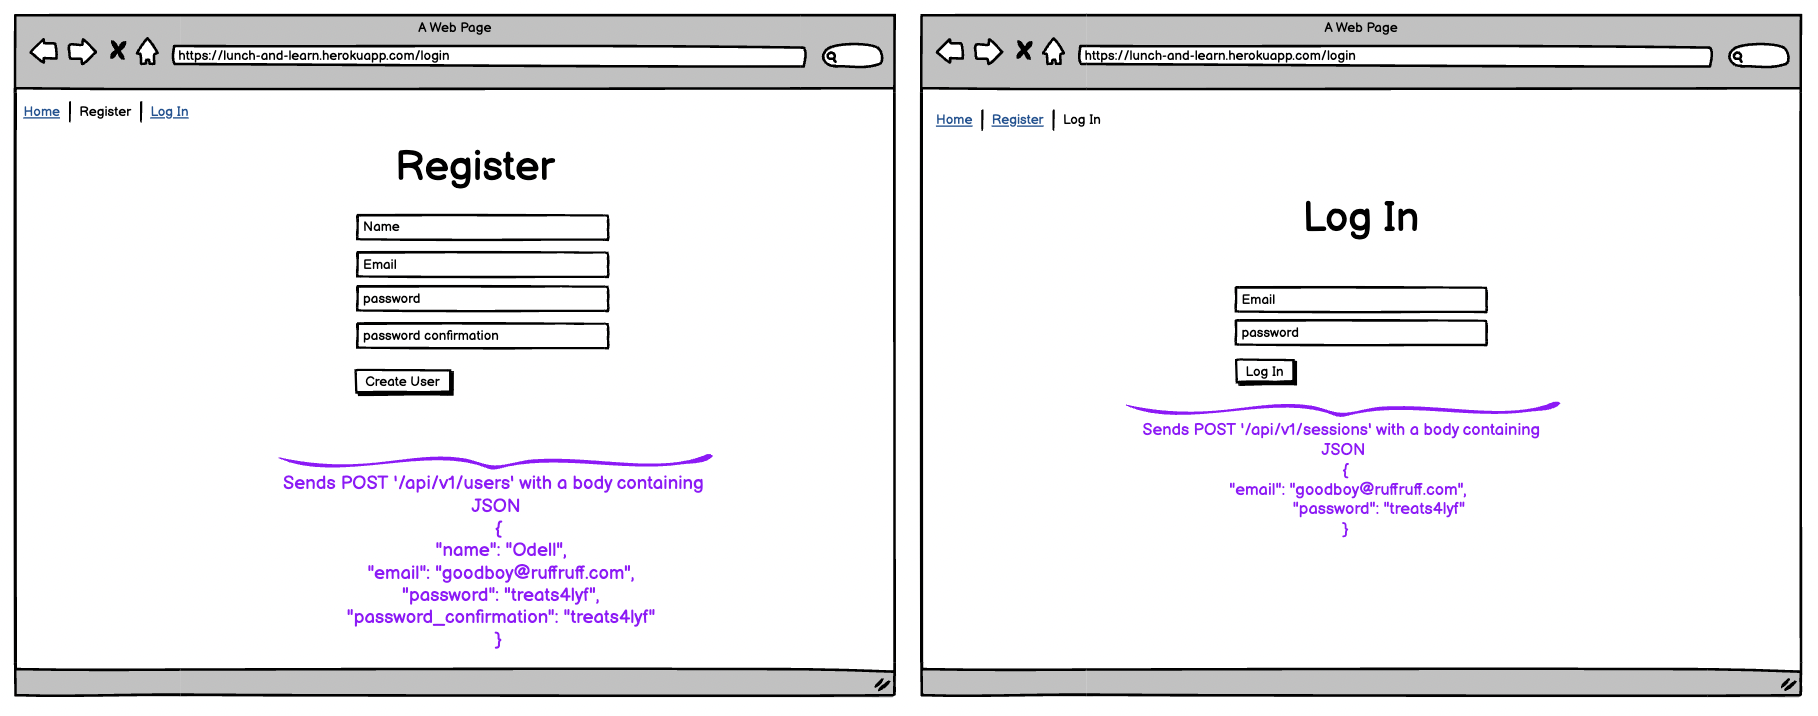 A Web Page
https://lunch-and-learn.herokuapp.com/login
Home | Register | Log In
Register
Name
Email
password
password confirmation
Create User
Sends POST '/api/v1/users' with a body containing
JSON
{
"name": "Odell",
"email": "goodboy@ruffruff.com",
"password": "treats4lyf",
"password_confirmation": "treats4lyf"
}
A Web Page
https://lunch-and-learn.herokuapp.com/login
Home | Register | Log In
Log In
Email
password
Log In
Sends POST '/api/v1/sessions' with a body containing
JSON
{
"email": "goodboy@ruffruff.com",
"password": "treats4lyf"
}